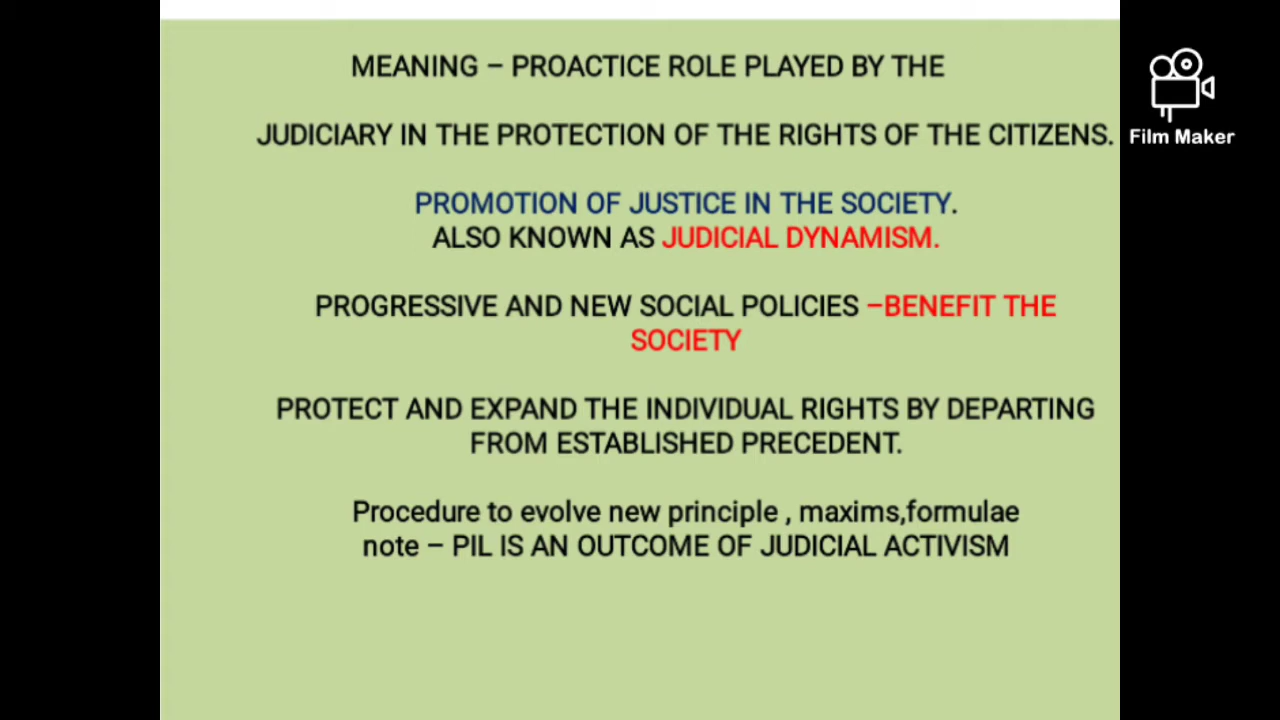 MEANING – PROACTICE ROLE PLAYED BY THE
JUDICIARY IN THE PROTECTION OF THE RIGHTS OF THE CITIZENS.
PROMOTION OF JUSTICE IN THE SOCIETY.
ALSO KNOWN AS JUDICIAL DYNAMISM.
PROGRESSIVE AND NEW SOCIAL POLICIES –BENEFIT THE
SOCIETY
PROTECT AND EXPAND THE INDIVIDUAL RIGHTS BY DEPARTING
FROM ESTABLISHED PRECEDENT.
Procedure to evolve new principle , maxims,formulae
note – PIL IS AN OUTCOME OF JUDICIAL ACTIVISM
Film Maker